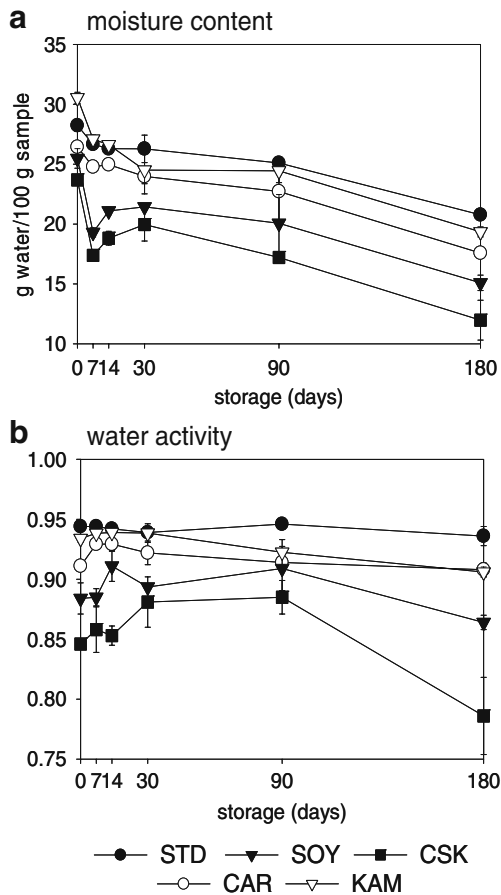 a moisture content
35
30
25
20
15
10
g water/100 g sample
0 7 14 30 90 180
storage (days)
b water activity
1.00
0.95
0.90
0.85
0.80
0.75
0 7 14 30 90 180
storage (days)
STD SOY CSK
CAR KAM